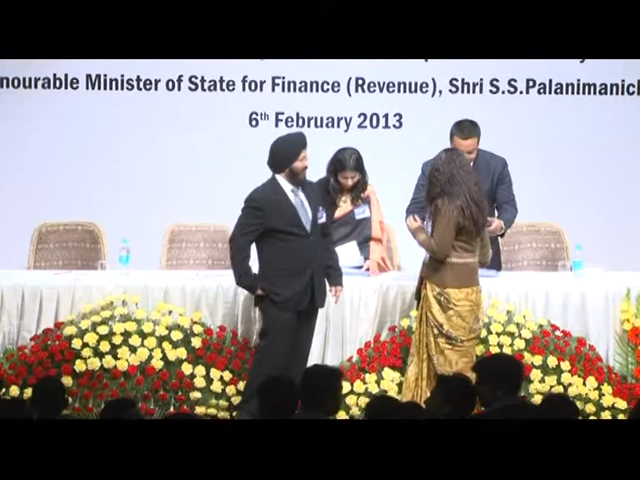 nourable Minister of State for Finance (Revenue), Shri S.S.Palanimanick
6th February 2013